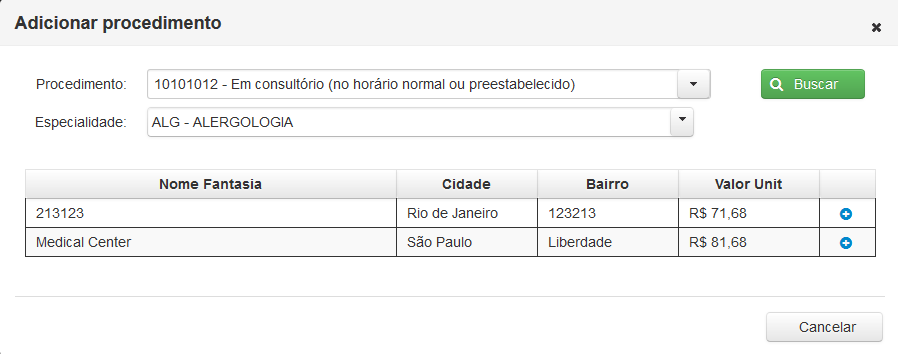 Adicionar procedimento
Procedimento: 10101012 - Em consultório (no horário normal ou preestabelecido) Buscar
Especialidade: ALG - ALERGOLOGIA
Nome Fantasia Cidade Bairro Valor Unit
213123 Rio de Janeiro 123213 R$ 71,68
Medical Center São Paulo Liberdade R$ 81,68
Cancelar